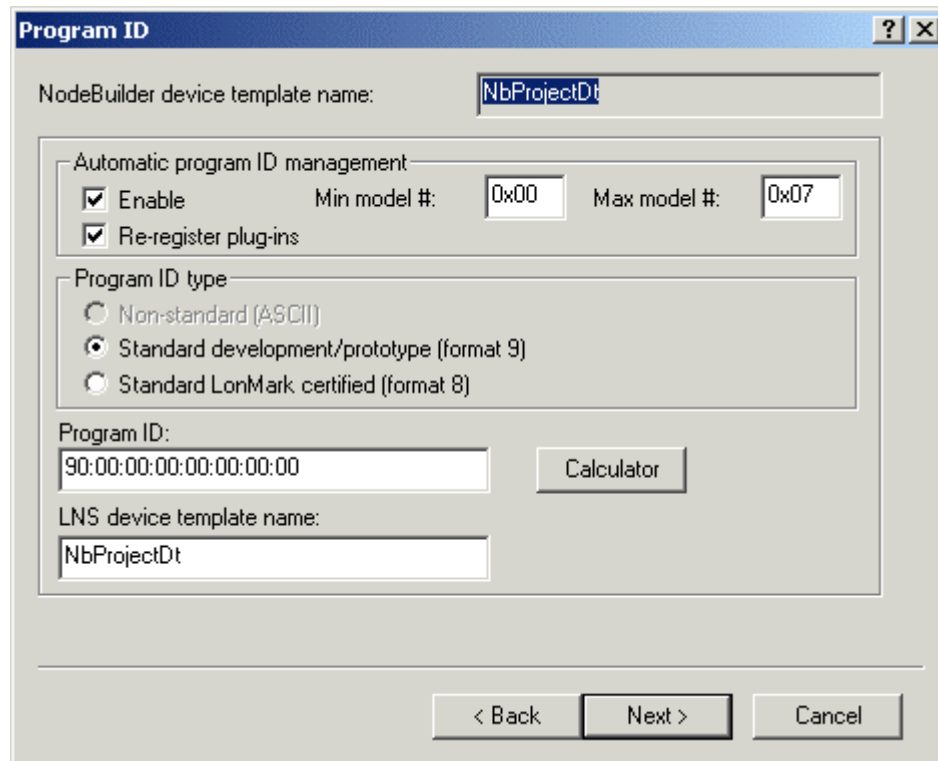 Program ID
NodeBuilder device template name: NbProjectDt
Automatic program ID management
Enable Min model #: 0x00 Max model #: 0x07
Re-register plug-ins
Program ID type
Non-standard (ASCII)
Standard development/prototype (format 9)
Standard LonMark certified (format 8)
Program ID:
90:00:00:00:00:00:00:00 Calculator
LNS device template name:
NbProjectDt
< Back Next > Cancel